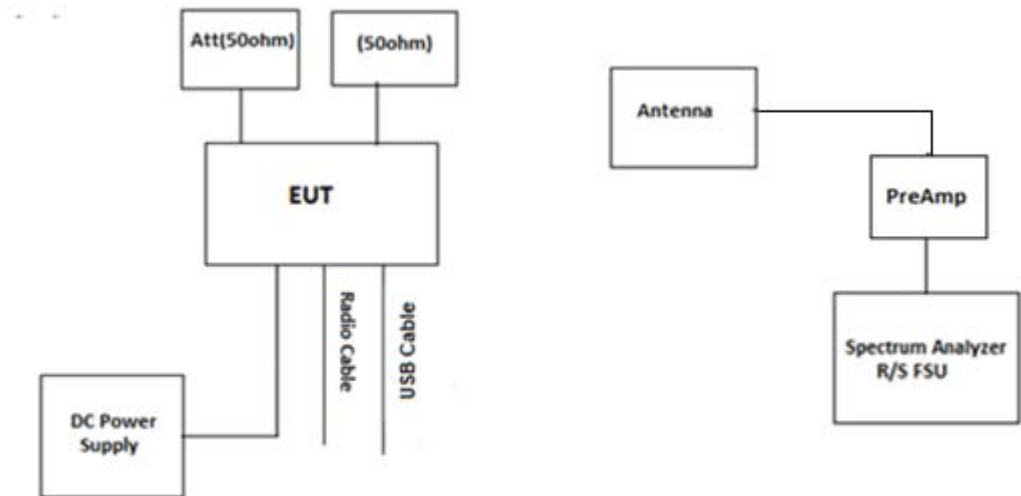 Att(50ohm)
(50ohm)
EUT
Radio Cable
USB Cable
DC Power
Supply
Antenna
PreAmp
Spectrum Analyzer
R/S FSU